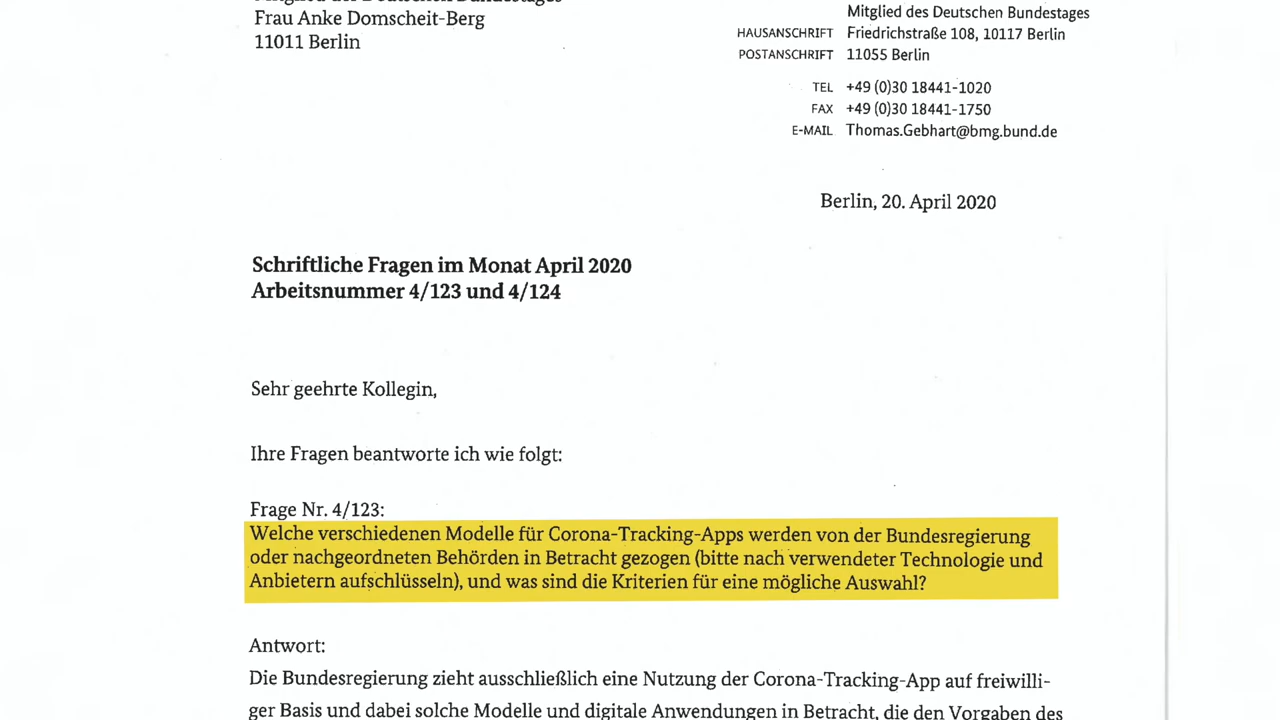 Frau Anke Domscheit-Berg
11011 Berlin
Mitglied des Deutschen Bundestages
HAUSANSCHRIFT Friedrichstraße 108, 10117 Berlin
POSTANSCHRIFT 11055 Berlin
TEL +49 (0)30 18441-1020
FAX +49 (0)30 18441-1750
E-MAIL Thomas.Gebhart@bmg.bund.de
Berlin, 20. April 2020
Schriftliche Fragen im Monat April 2020
Arbeitsnummer 4/123 und 4/124
Sehr geehrte Kollegin,
Ihre Fragen beantworte ich wie folgt:
Frage Nr. 4/123:
Welche verschiedenen Modelle für Corona-Tracking-Apps werden von der Bundesregierung
oder nachgeordneten Behörden in Betracht gezogen (bitte nach verwendeter Technologie und
Anbietern aufschlüsseln), und was sind die Kriterien für eine mögliche Auswahl?
Antwort:
Die Bundesregierung zieht ausschließlich eine Nutzung der Corona-Tracking-App auf freiwilli-
ger Basis und dabei solche Modelle und digitale Anwendungen in Betracht, die den Vorgaben des